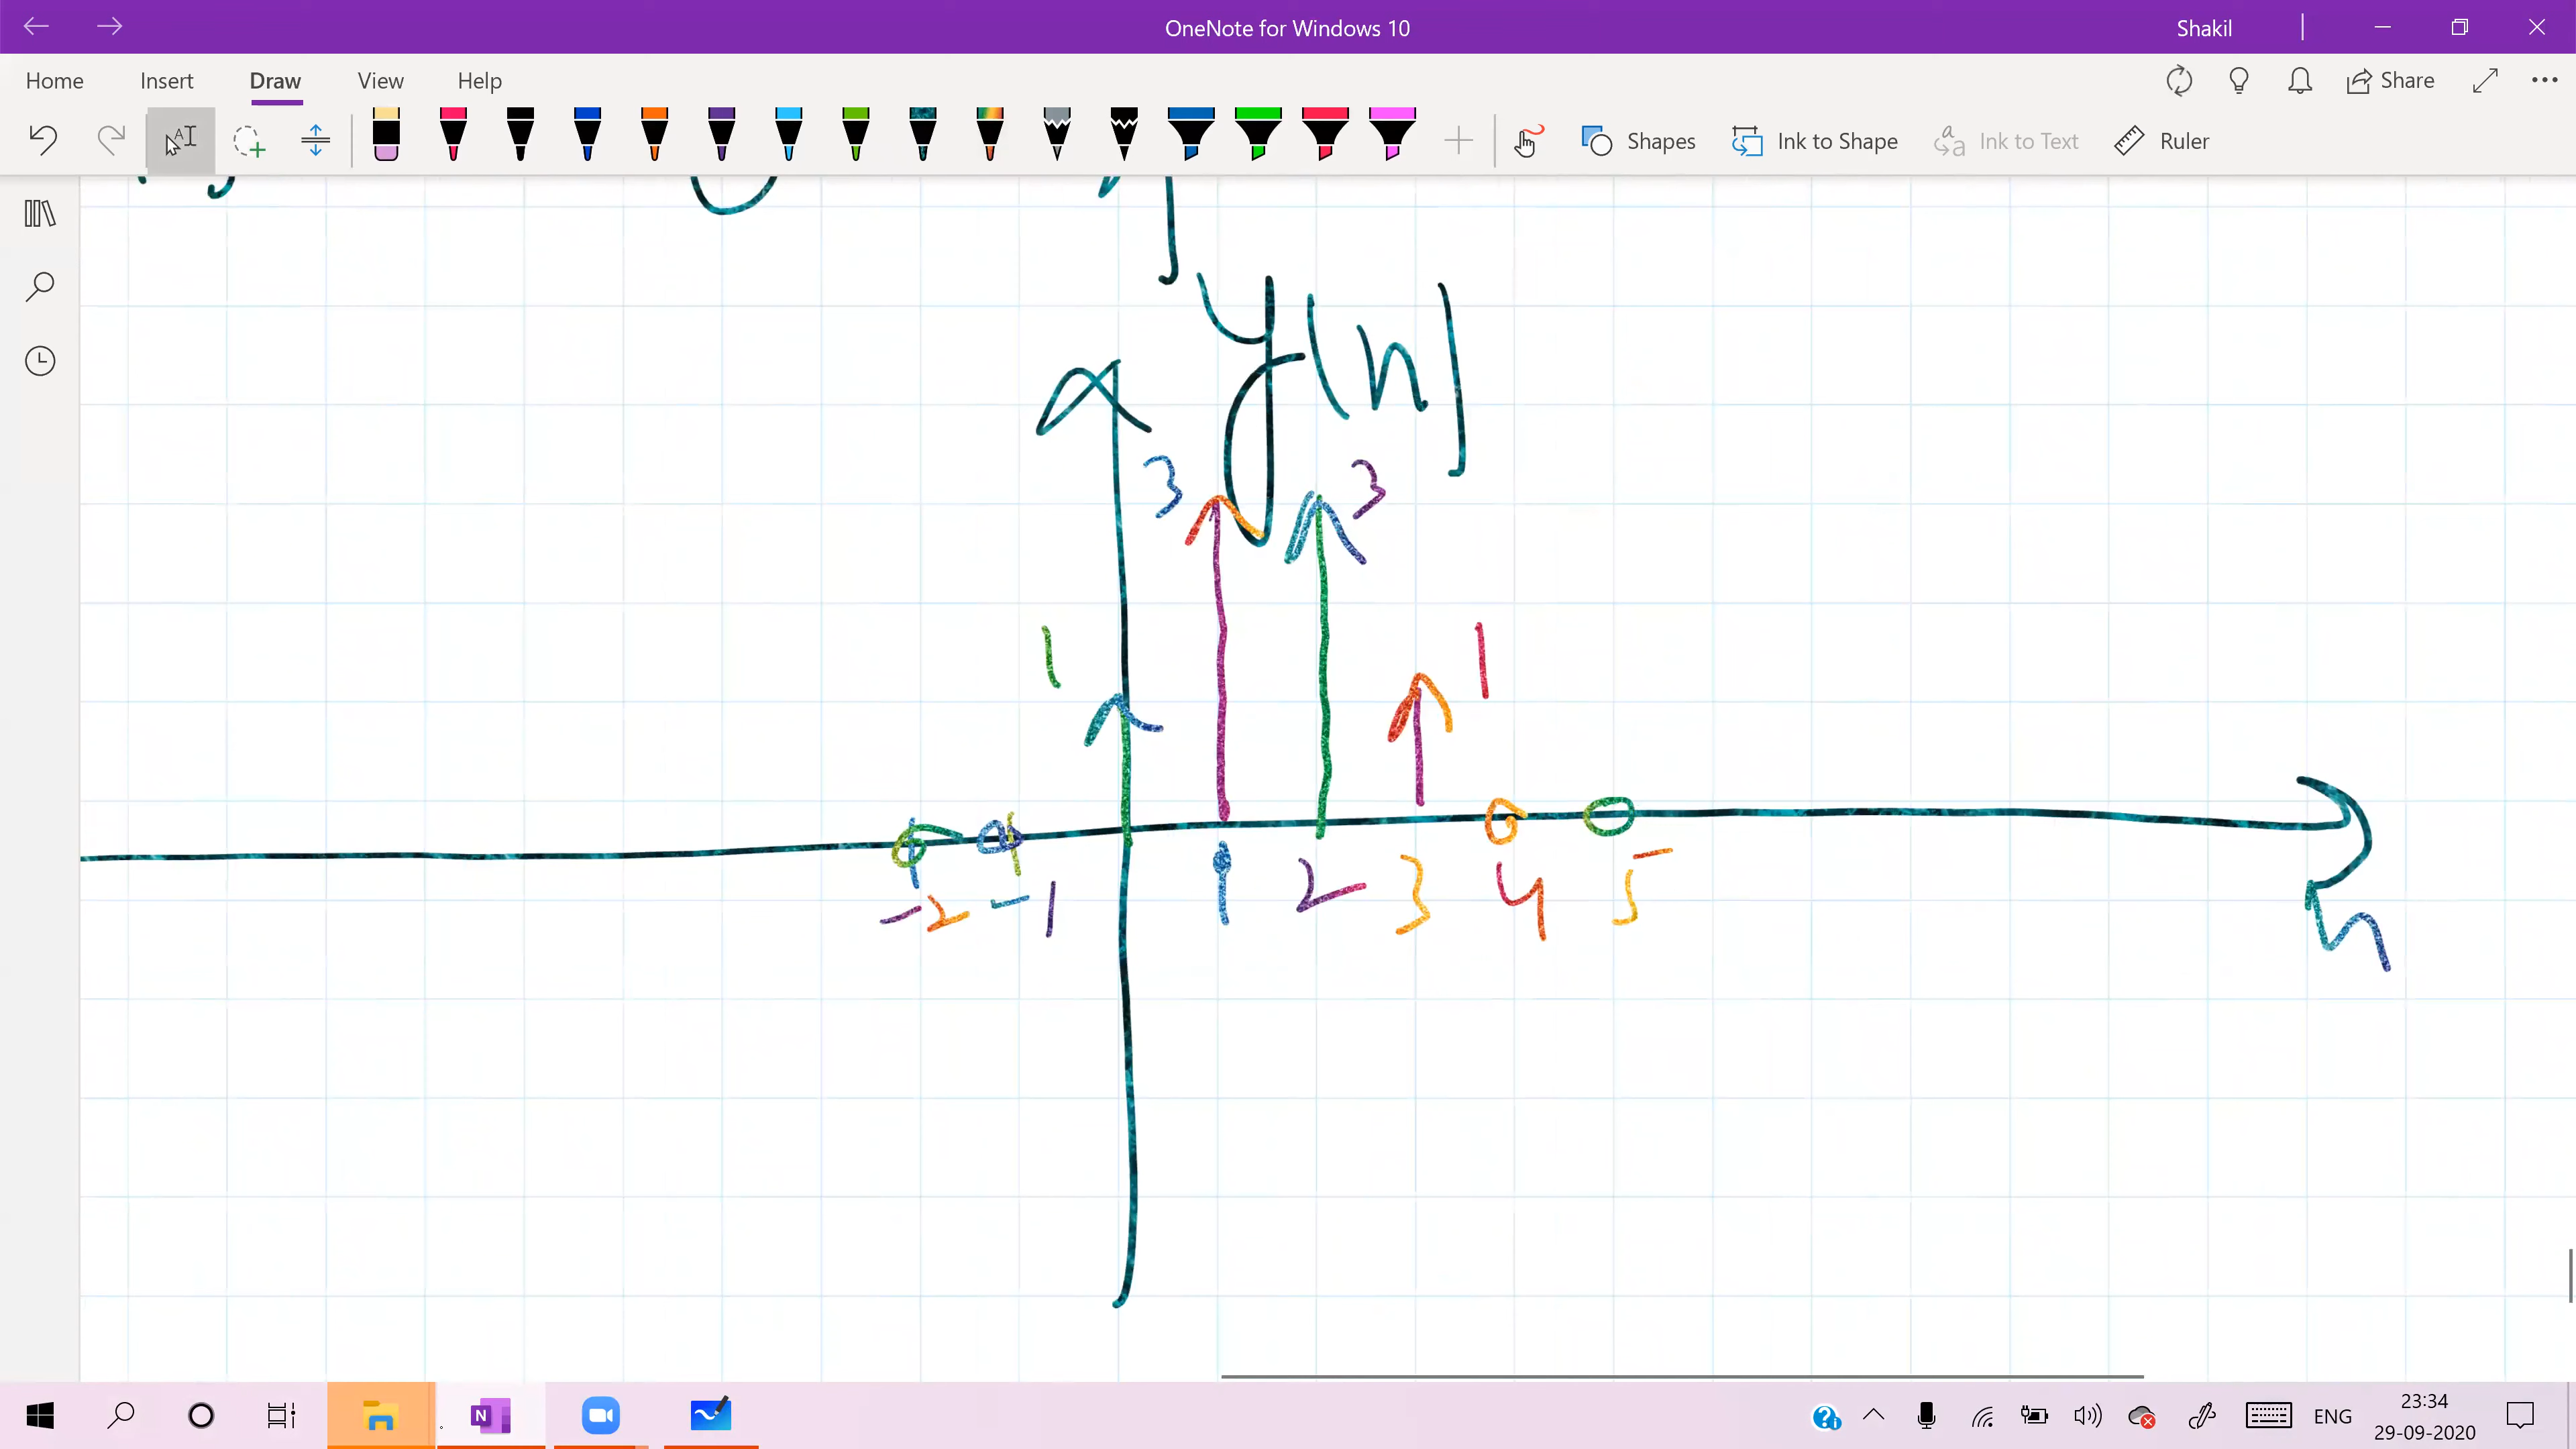 OneNote for Windows 10
Shakil
Home Insert Draw View Help
Share
Shapes
Ink to Shape
Ink to Text
Ruler
y(n)
3 3
1 1
-2 -1 1 2 3 4 5
n
ENG
23:34
29-09-2020